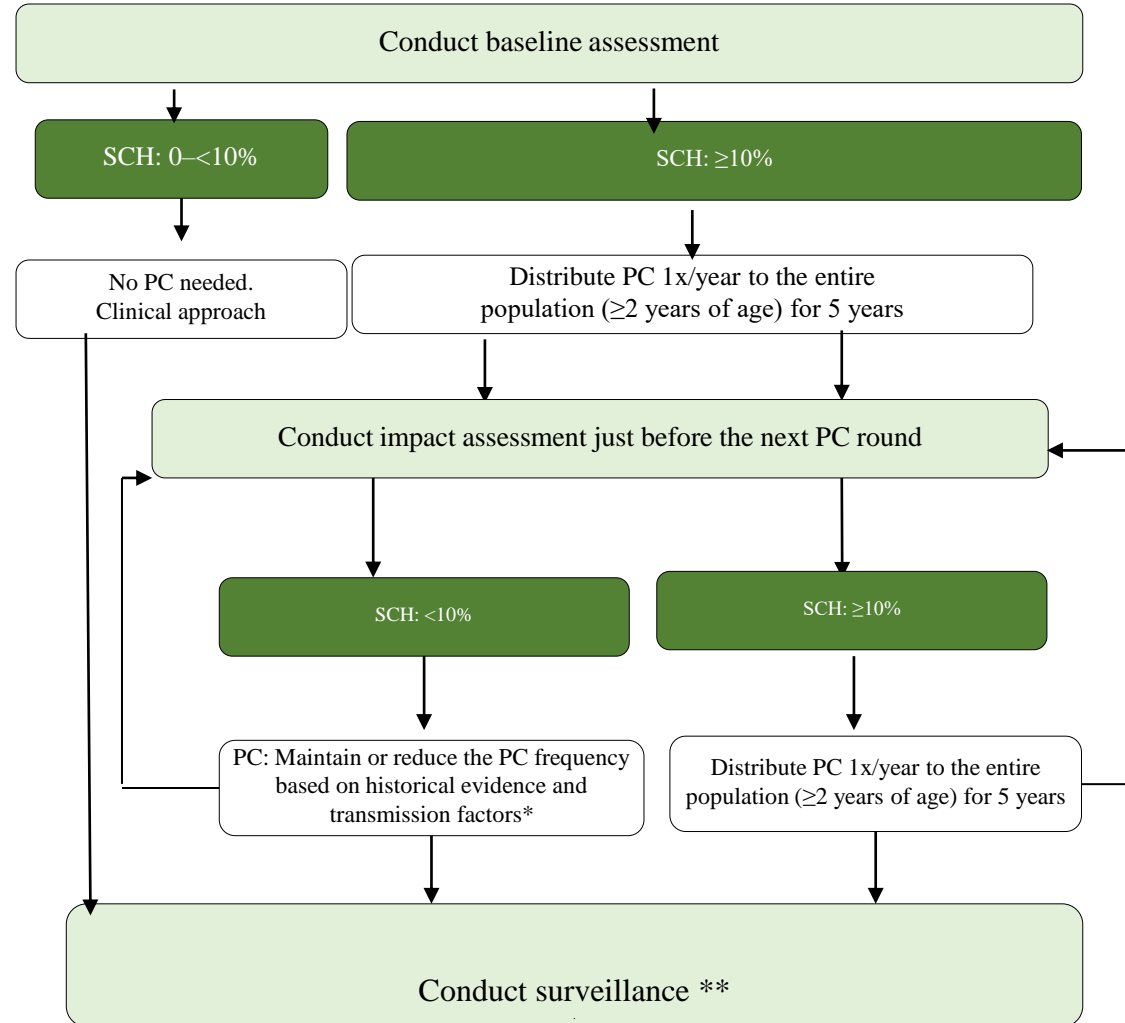 Conduct baseline assessment
SCH: 0–<10%
SCH: ≥10%
No PC needed.
Clinical approach
Distribute PC 1x/year to the entire
population (≥2 years of age) for 5 years
Conduct impact assessment just before the next PC round
SCH: <10%
SCH: ≥10%
PC: Maintain or reduce the PC frequency
based on historical evidence and
transmission factors*
Distribute PC 1x/year to the entire
population (≥2 years of age) for 5 years
Conduct surveillance **